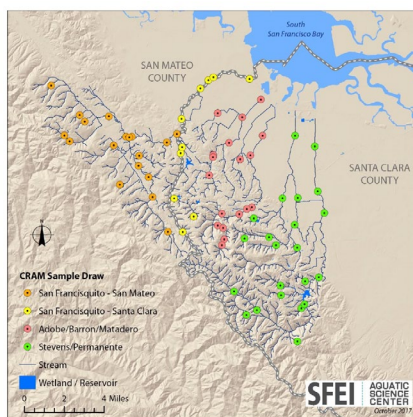 South
San Francisco Bay
SAN MATEO
COUNTY
SANTA CLARA
COUNTY
N
CRAM Sample Draw
San Francisquito - San Mateo
San Francisquito - Santa Clara
Adobe/Barron/Matadero
Stevens/Permanente
Stream
Wetland / Reservoir
0 2 4 Miles
SFEI
AQUATIC
SCIENCE
CENTER
October 2017